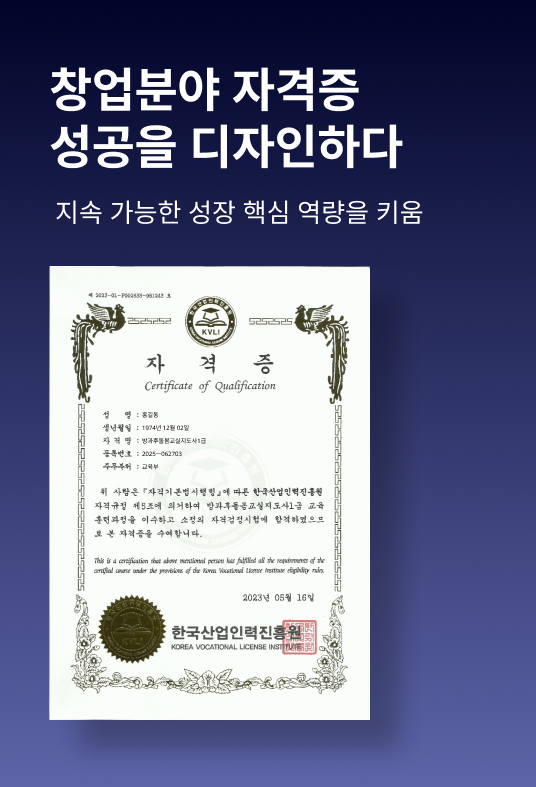 창업분야 자격증
성공을 디자인하다
지속 가능한 성장 핵심 역량을 키움
제 2023-01-P000833-061243 호
KVLI
자 격 증
Certificate of Qualification
성 명 : 홍길동
생년월일 : 1974년 12월 02일
자 격 명 : 방과후돌봄교실지도사1급
등록번호 : 2025-062703
주무부처 : 교육부
위 사람은 『자격기본법시행령』에 따른 한국산업인력진흥원
자격규정 제5조에 의거하여 방과후돌봄교실지도사1급 교육
훈련과정을 이수하고 소정의 자격검정시험에 합격하였으므
로 본 자격증을 수여합니다.
This is a certification that above mentioned person has fulfilled all the requirements of the
certified course under the provisions of the Korea Vocational License Institute eligibility rules.
2023년 05월 16일
한국산업인력진흥원
KOREA VOCATIONAL LICENSE INSTITUTE